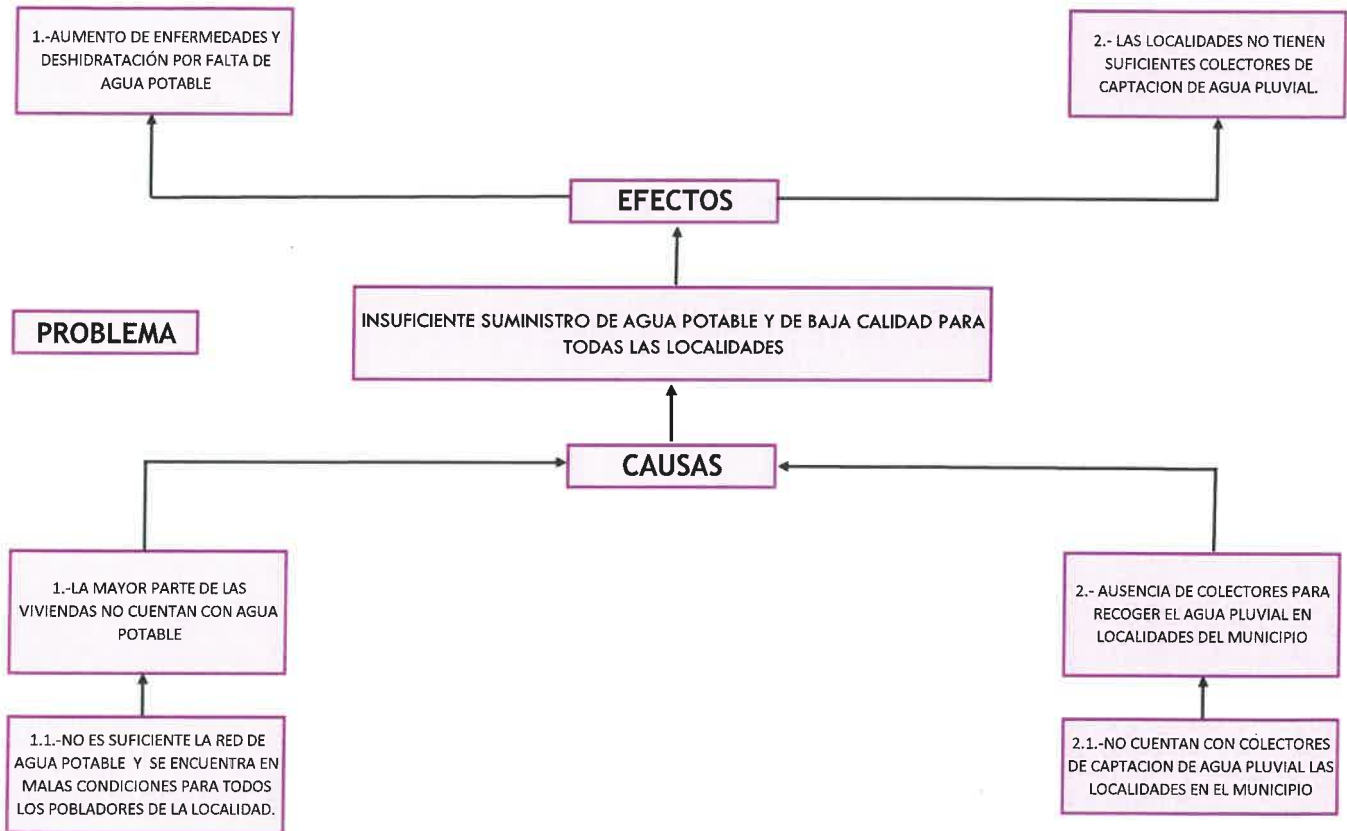 1.-AUMENTO DE ENFERMEDADES Y
DESHIDRATACIÓN POR FALTA DE
AGUA POTABLE
2.- LAS LOCALIDADES NO TIENEN
SUFICIENTES COLECTORES DE
CAPTACION DE AGUA PLUVIAL.
EFECTOS
PROBLEMA
INSUFICIENTE SUMINISTRO DE AGUA POTABLE Y DE BAJA CALIDAD PARA
TODAS LAS LOCALIDADES
CAUSAS
1.-LA MAYOR PARTE DE LAS
VIVIENDAS NO CUENTAN CON AGUA
POTABLE
2.- AUSENCIA DE COLECTORES PARA
RECOGER EL AGUA PLUVIAL EN
LOCALIDADES DEL MUNICIPIO
1.1.-NO ES SUFICIENTE LA RED DE
AGUA POTABLE Y SE ENCUENTRA EN
MALAS CONDICIONES PARA TODOS
LOS POBLADORES DE LA LOCALIDAD.
2.1.-NO CUENTAN CON COLECTORES
DE CAPTACION DE AGUA PLUVIAL LAS
LOCALIDADES EN EL MUNICIPIO